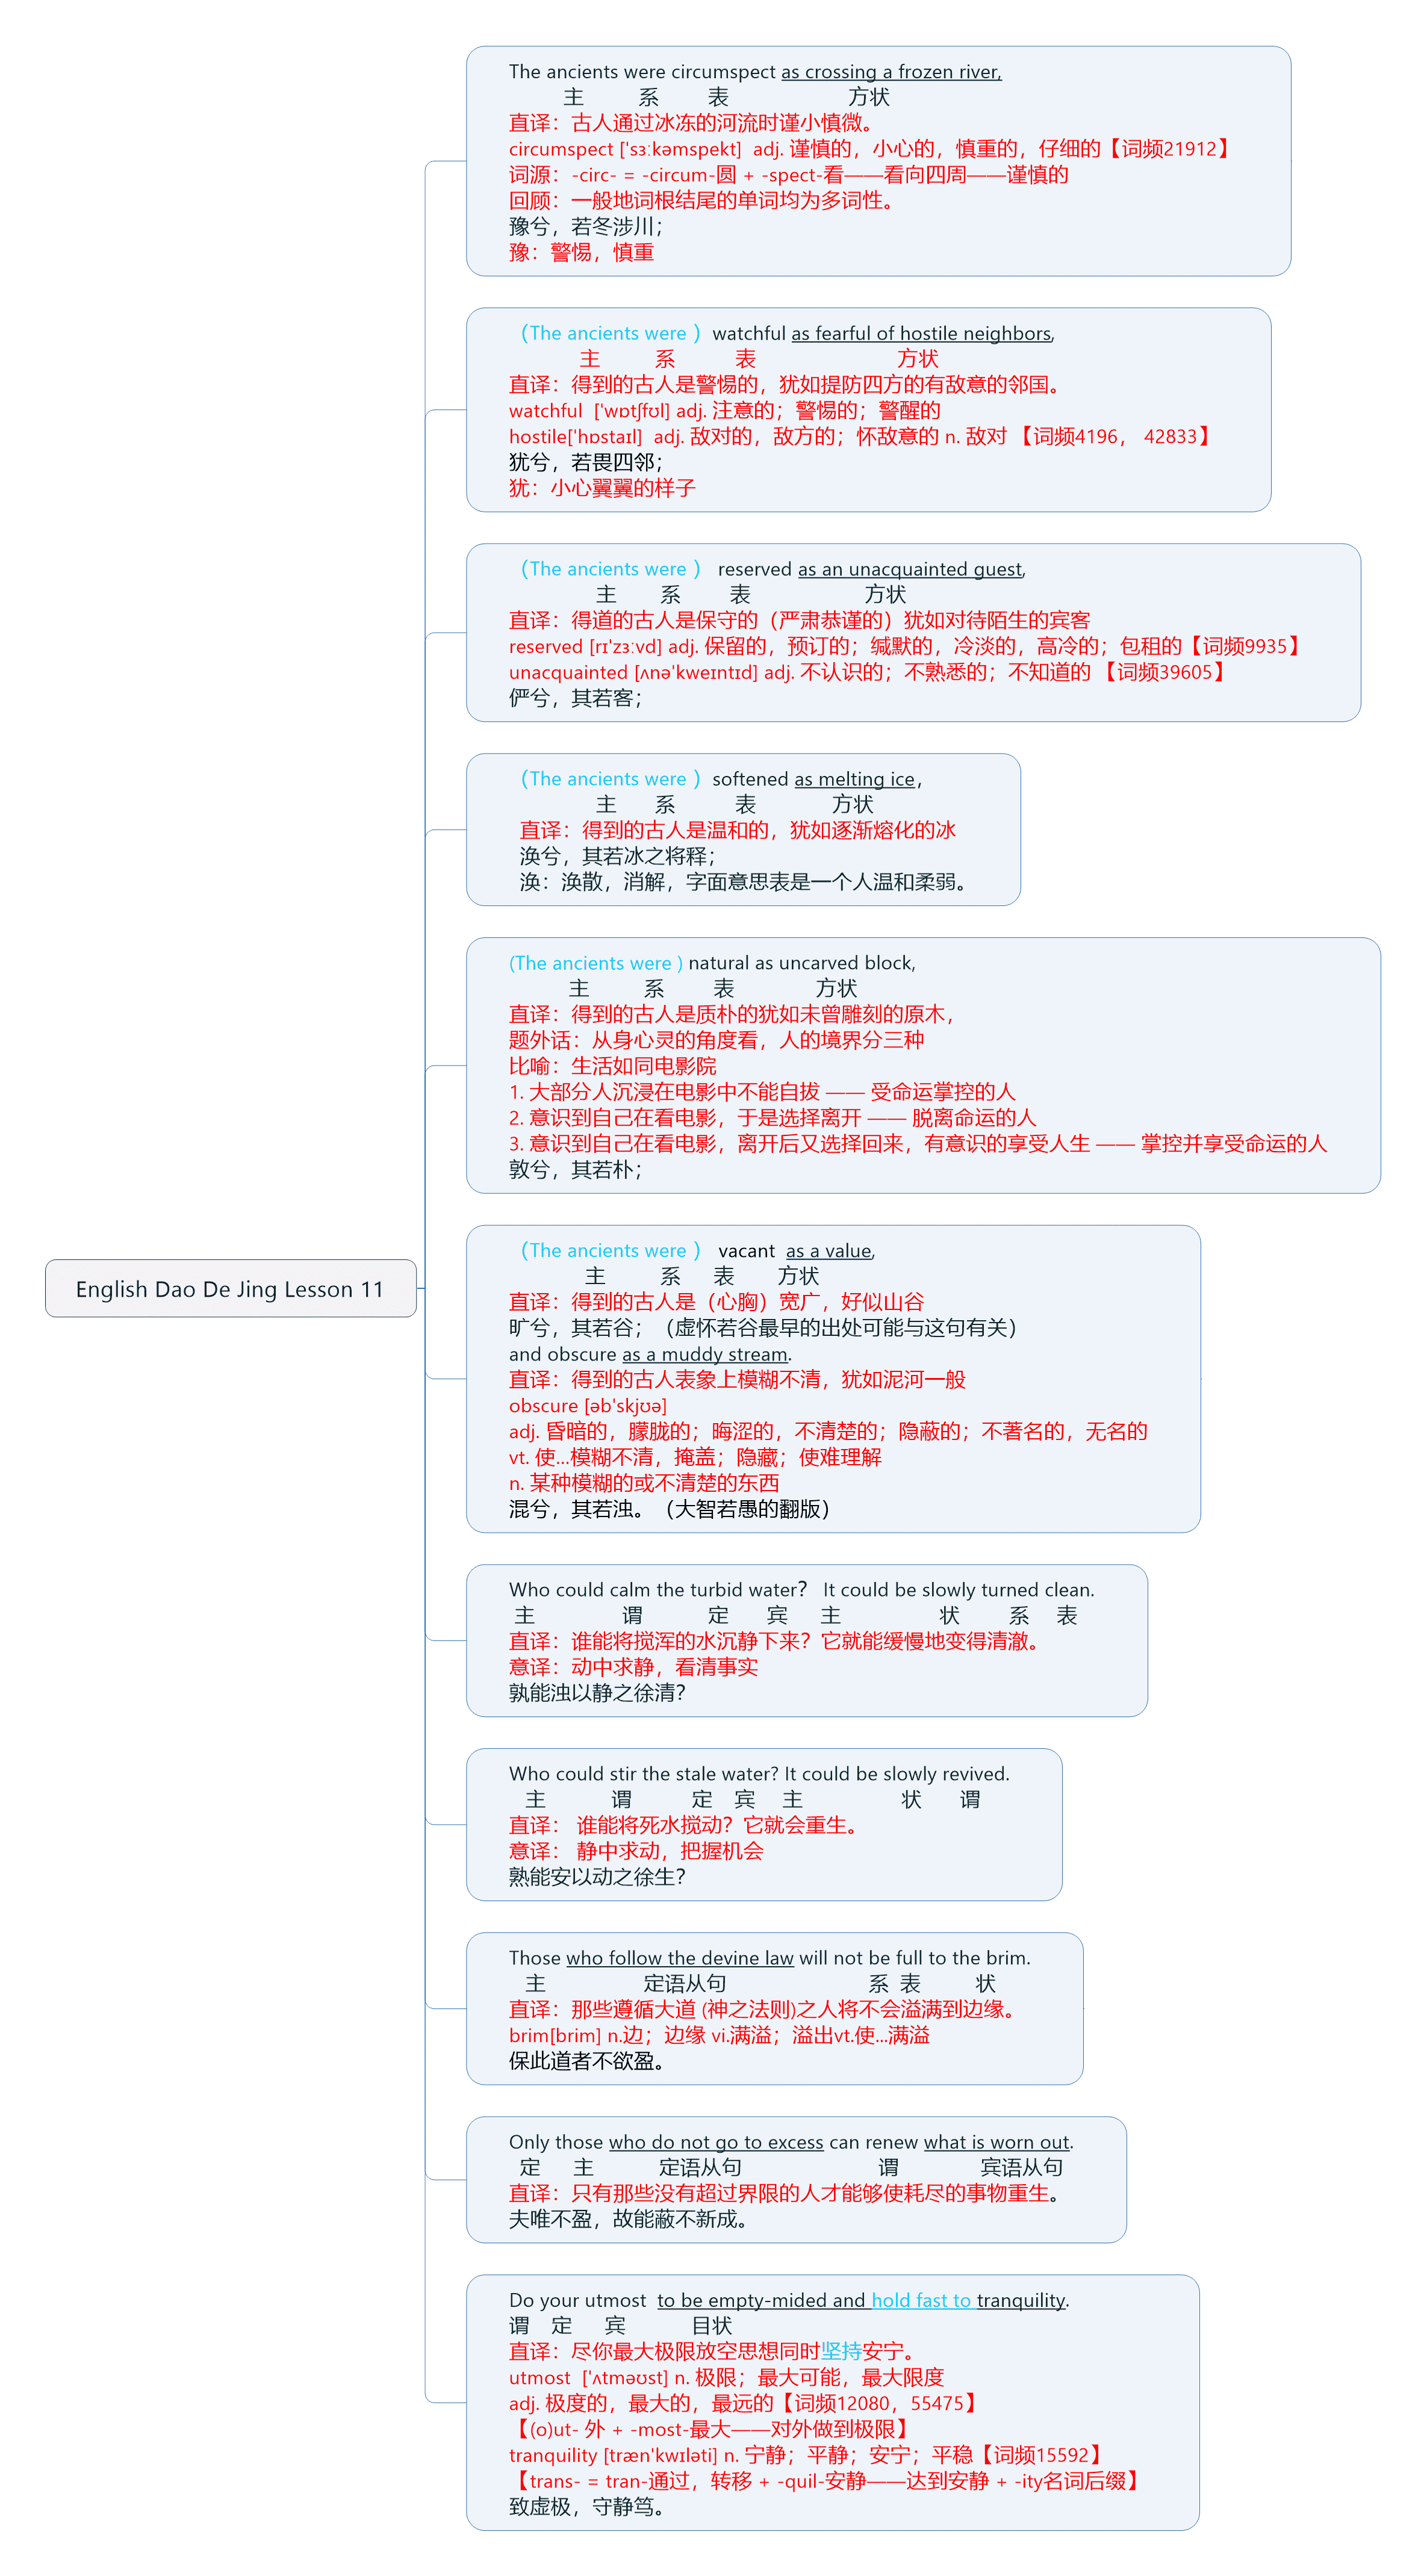 The ancients were circumspect as crossing a frozen river,
主 系 表 方状
直译：古人通过冰冻的河流时谨小慎微。
circumspect ['sɜːkəmspekt] adj. 谨慎的，小心的，慎重的，仔细的【词频21912】
词源：-circ- = -circum-圆 + -spect-看——看向四周——谨慎的
回顾：一般地词根结尾的单词均为多词性。
豫兮，若冬涉川；
豫：警惕，慎重
（The ancients were ）watchful as fearful of hostile neighbors,
主 系 表 方状
直译：得到的古人是警惕的，犹如提防四方的有敌意的邻国。
watchful ['wɒtʃfʊl] adj. 注意的；警惕的；警醒的
hostile['hɒstaɪl] adj. 敌对的，敌方的；怀敌意的 n. 敌对 【词频4196， 42833】
犹兮，若畏四邻；
犹：小心翼翼的样子
（The ancients were ） reserved as an unacquainted guest,
主 系 表 方状
直译：得道的古人是保守的（严肃恭谨的）犹如对待陌生的宾客
reserved [rɪ'zɜːvd] adj. 保留的，预订的；缄默的，冷淡的，高冷的；包租的【词频9935】
unacquainted [ʌnə'kweɪntɪd] adj. 不认识的；不熟悉的；不知道的 【词频39605】
俨兮，其若客；
（The ancients were ）softened as melting ice，
主 系 表 方状
直译：得到的古人是温和的，犹如逐渐熔化的冰
涣兮，其若冰之将释；
涣：涣散，消解，字面意思表是一个人温和柔弱。
(The ancients were ) natural as uncarved block,
主 系 表 方状
直译：得到的古人是质朴的犹如未曾雕刻的原木，
题外话：从身心灵的角度看，人的境界分三种
比喻：生活如同电影院
1. 大部分人沉浸在电影中不能自拔 —— 受命运掌控的人
2. 意识到自己在看电影，于是选择离开 —— 脱离命运的人
3. 意识到自己在看电影，离开后又选择回来，有意识的享受人生 —— 掌控并享受命运的人
敦兮，其若朴；
English Dao De Jing Lesson 11
（The ancients were ） vacant as a value,
主 系 表 方状
直译：得到的古人是（心胸）宽广，好似山谷
旷兮，其若谷；（虚怀若谷最早的出处可能与这句有关）
and obscure as a muddy stream.
直译：得到的古人表象上模糊不清，犹如泥河一般
obscure [əb'skjʊə]
adj. 昏暗的，朦胧的；晦涩的，不清楚的；隐蔽的；不著名的，无名的
vt. 使...模糊不清，掩盖；隐藏；使难理解
n. 某种模糊的或不清楚的东西
混兮，其若浊。（大智若愚的翻版）
Who could calm the turbid water？ It could be slowly turned clean.
主 谓 定 宾 主 状 系 表
直译：谁能将搅浑的水沉静下来？它就能缓慢地变得清澈。
意译：动中求静，看清事实
孰能浊以静之徐清？
Who could stir the stale water? It could be slowly revived.
主 谓 定 宾 主 状 谓
直译： 谁能将死水搅动？它就会重生。
意译： 静中求动，把握机会
熟能安以动之徐生？
Those who follow the devine law will not be full to the brim.
主 定语从句 系 表 状
直译：那些遵循大道 (神之法则)之人将不会溢满到边缘。
brim[brim] n.边；边缘 vi.满溢；溢出vt.使...满溢
保此道者不欲盈。
Only those who do not go to excess can renew what is worn out.
定 主 定语从句 谓 宾语从句
直译：只有那些没有超过界限的人才能够使耗尽的事物重生。
夫唯不盈，故能蔽不新成。
Do your utmost to be empty-mided and hold fast to tranquility.
谓 定 宾 目状
直译：尽你最大极限放空思想同时坚持安宁。
utmost ['ʌtməʊst] n. 极限；最大可能，最大限度
adj. 极度的，最大的，最远的【词频12080，55475】
【(o)ut- 外 + -most-最大——对外做到极限】
tranquility [træn'kwɪləti] n. 宁静；平静；安宁；平稳【词频15592】
【trans- = tran-通过，转移 + -quil-安静——达到安静 + -ity名词后缀】
致虚极，守静笃。